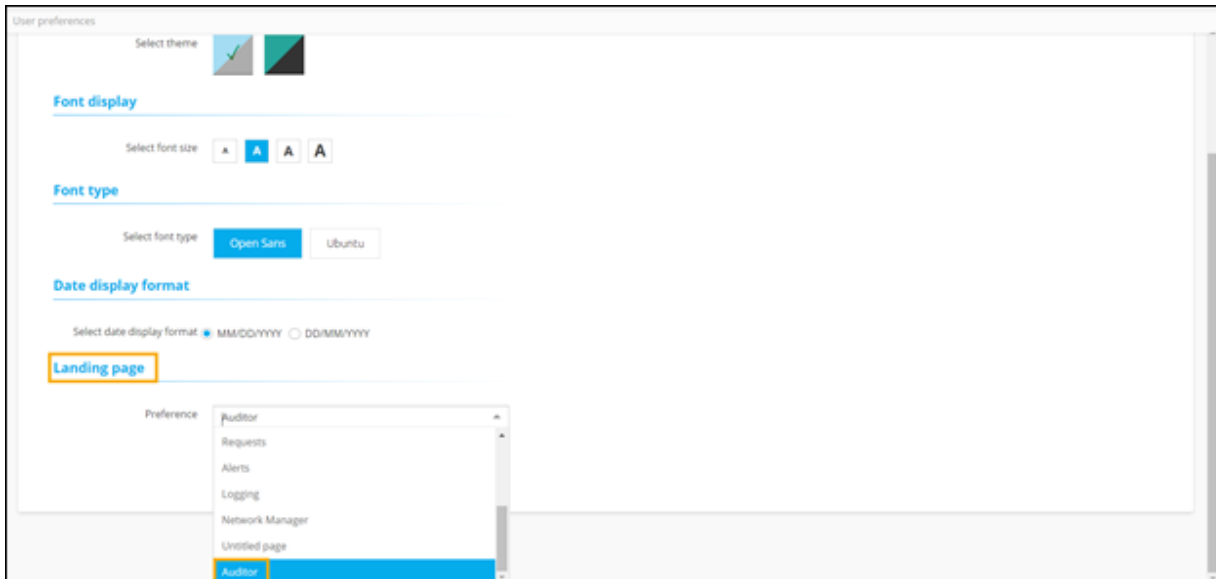 User preferences
Select theme
Font display
Select font size A A A A
Font type
Select font type Open Sans Ubuntu
Date display format
Select date display format MM/DD/YYYY DD/MM/YYYY
Landing page
Preference Auditor
Requests
Alerts
Logging
Network Manager
Untitled page
Auditor